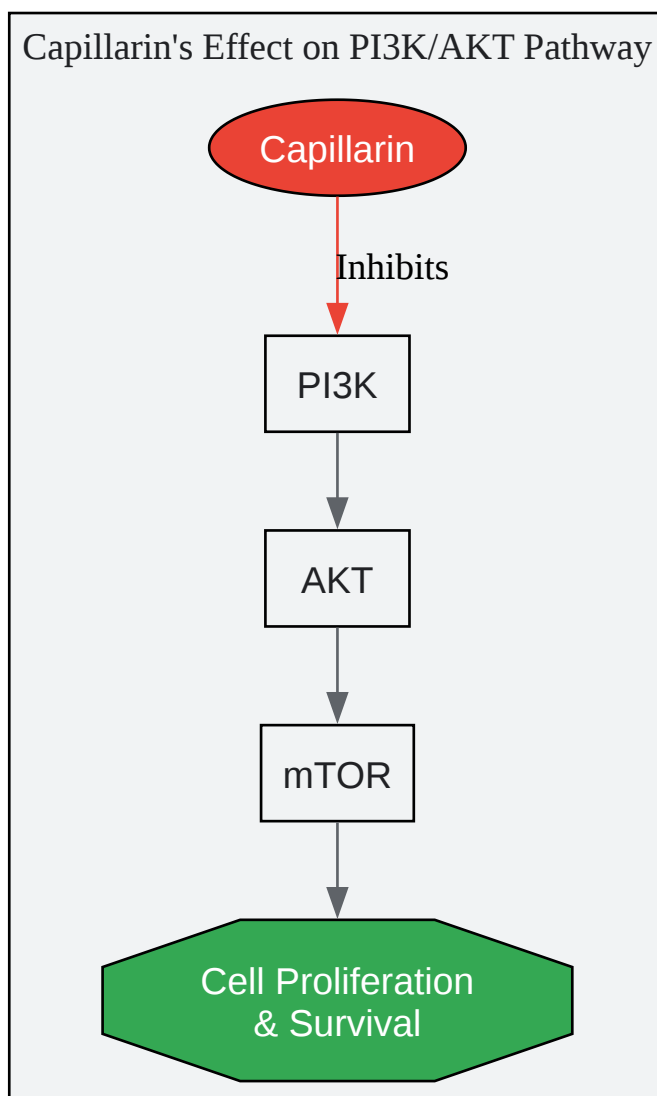 Capillarin's Effect on PI3K/AKT Pathway
Capillarin
Inhibits
PI3K
AKT
mTOR
Cell Proliferation
& Survival